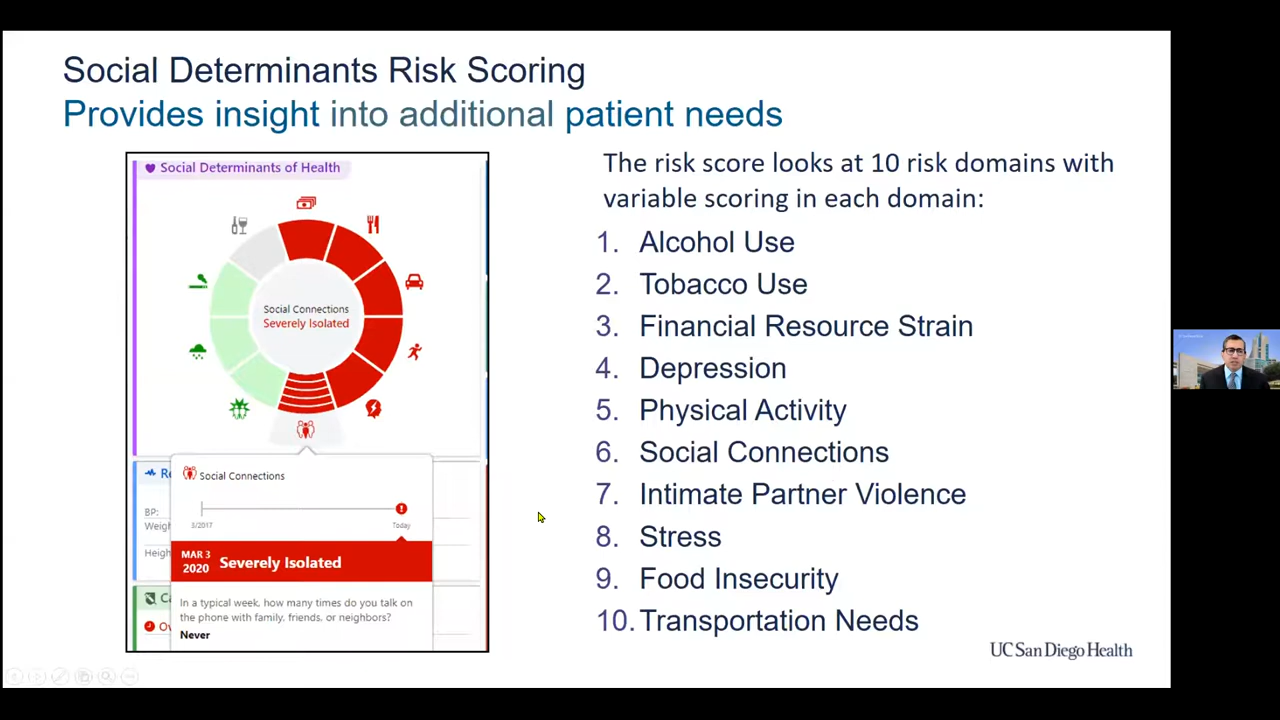 Social Determinants Risk Scoring
Provides insight into additional patient needs
Social Determinants of Health
Social Connections
Severely Isolated
Social Connections
3/2017
Today
MAR 3
2020
Severely Isolated
In a typical week, how many times do you talk on
the phone with family, friends, or neighbors?
Never
Re
BP:
Weigh
Heigh
Ca
Ov
The risk score looks at 10 risk domains with
variable scoring in each domain:
1. Alcohol Use
2. Tobacco Use
3. Financial Resource Strain
4. Depression
5. Physical Activity
6. Social Connections
7. Intimate Partner Violence
8. Stress
9. Food Insecurity
10. Transportation Needs
UC San Diego Health